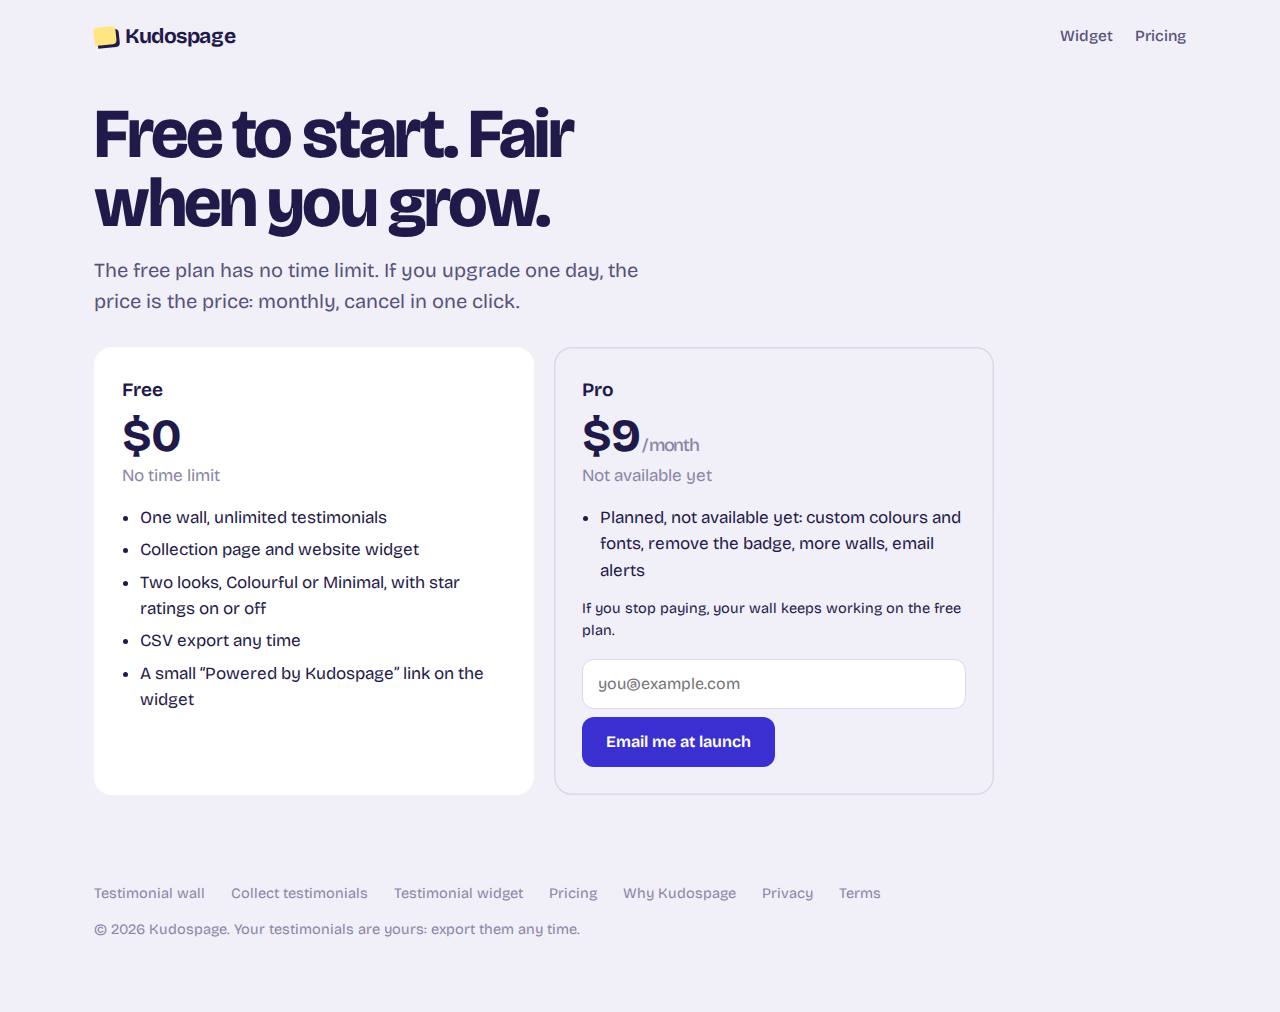 Kudospage
Widget
Pricing
Free to start. Fair
when you grow.
The free plan has no time limit. If you upgrade one day, the
price is the price: monthly, cancel in one click.
Free
$0
No time limit
• One wall, unlimited testimonials
• Collection page and website widget
• Two looks, Colourful or Minimal, with star
ratings on or off
• CSV export any time
• A small “Powered by Kudospage” link on the
widget
Pro
$9/month
Not available yet
• Planned, not available yet: custom colours and
fonts, remove the badge, more walls, email
alerts
If you stop paying, your wall keeps working on the free
plan.
you@example.com
Email me at launch
Testimonial wall
Collect testimonials
Testimonial widget
Pricing
Why Kudospage
Privacy
Terms
© 2026 Kudospage. Your testimonials are yours: export them any time.